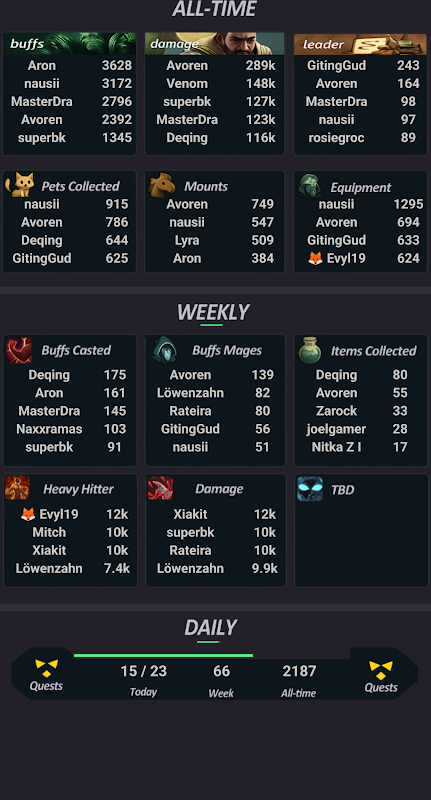 ALL-TIME
buffs
Aron 3628
nausii 3172
MasterDra 2796
Avoren 2392
superbk 1345
damage
Avoren 289k
Venom 148k
superbk 127k
MasterDra 123k
Deqing 116k
leader
GitingGud 243
Avoren 164
MasterDra 98
nausii 97
rosiegroc 89
Pets Collected
nausii 915
Avoren 786
Deqing 644
GitingGud 625
Mounts
Avoren 749
nausii 547
Lyra 509
Aron 384
Equipment
nausii 1295
Avoren 694
GitingGud 633
🦊 Evyl19 624
WEEKLY
Buffs Casted
Deqing 175
Aron 161
MasterDra 145
Naxxramas 103
superbk 91
Buffs Mages
Avoren 139
Löwenzahn 82
Rateira 80
GitingGud 56
nausii 51
Items Collected
Deqing 80
Avoren 55
Zarock 33
joelgamer 28
Nitka Z I 17
Heavy Hitter
🦊 Evyl19 12k
Mitch 10k
Xiakit 10k
Löwenzahn 7.4k
Damage
Xiakit 12k
superbk 10k
Rateira 10k
Löwenzahn 9.9k
TBD
DAILY
Quests
15 / 23
Today
66
Week
2187
All-time
Quests